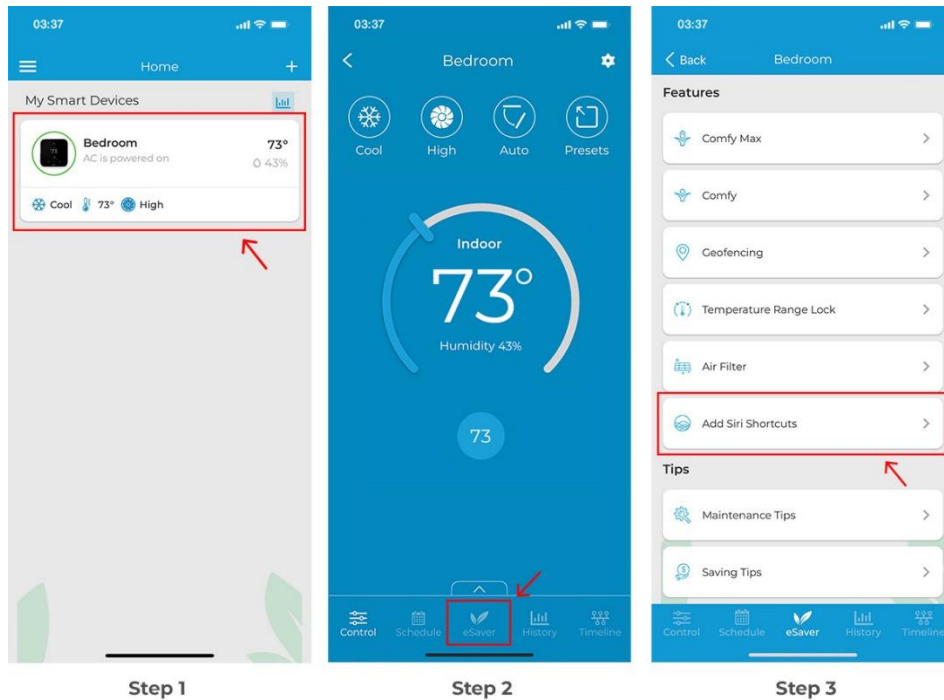 03:37
Home
+
My Smart Devices
Bedroom
73°
AC is powered on
43%
73
Cool
73°
High
Step 1
03:37
Bedroom
Cool
High
Auto
Presets
Indoor
73°
Humidity 43%
73
Control
Schedule
eSaver
History
Timeline
Step 2
03:37
Back
Bedroom
Features
Comfy Max
Comfy
Geofencing
Temperature Range Lock
Air Filter
Add Siri Shortcuts
Tips
Maintenance Tips
Saving Tips
Control
Schedule
eSaver
History
Timeline
Step 3